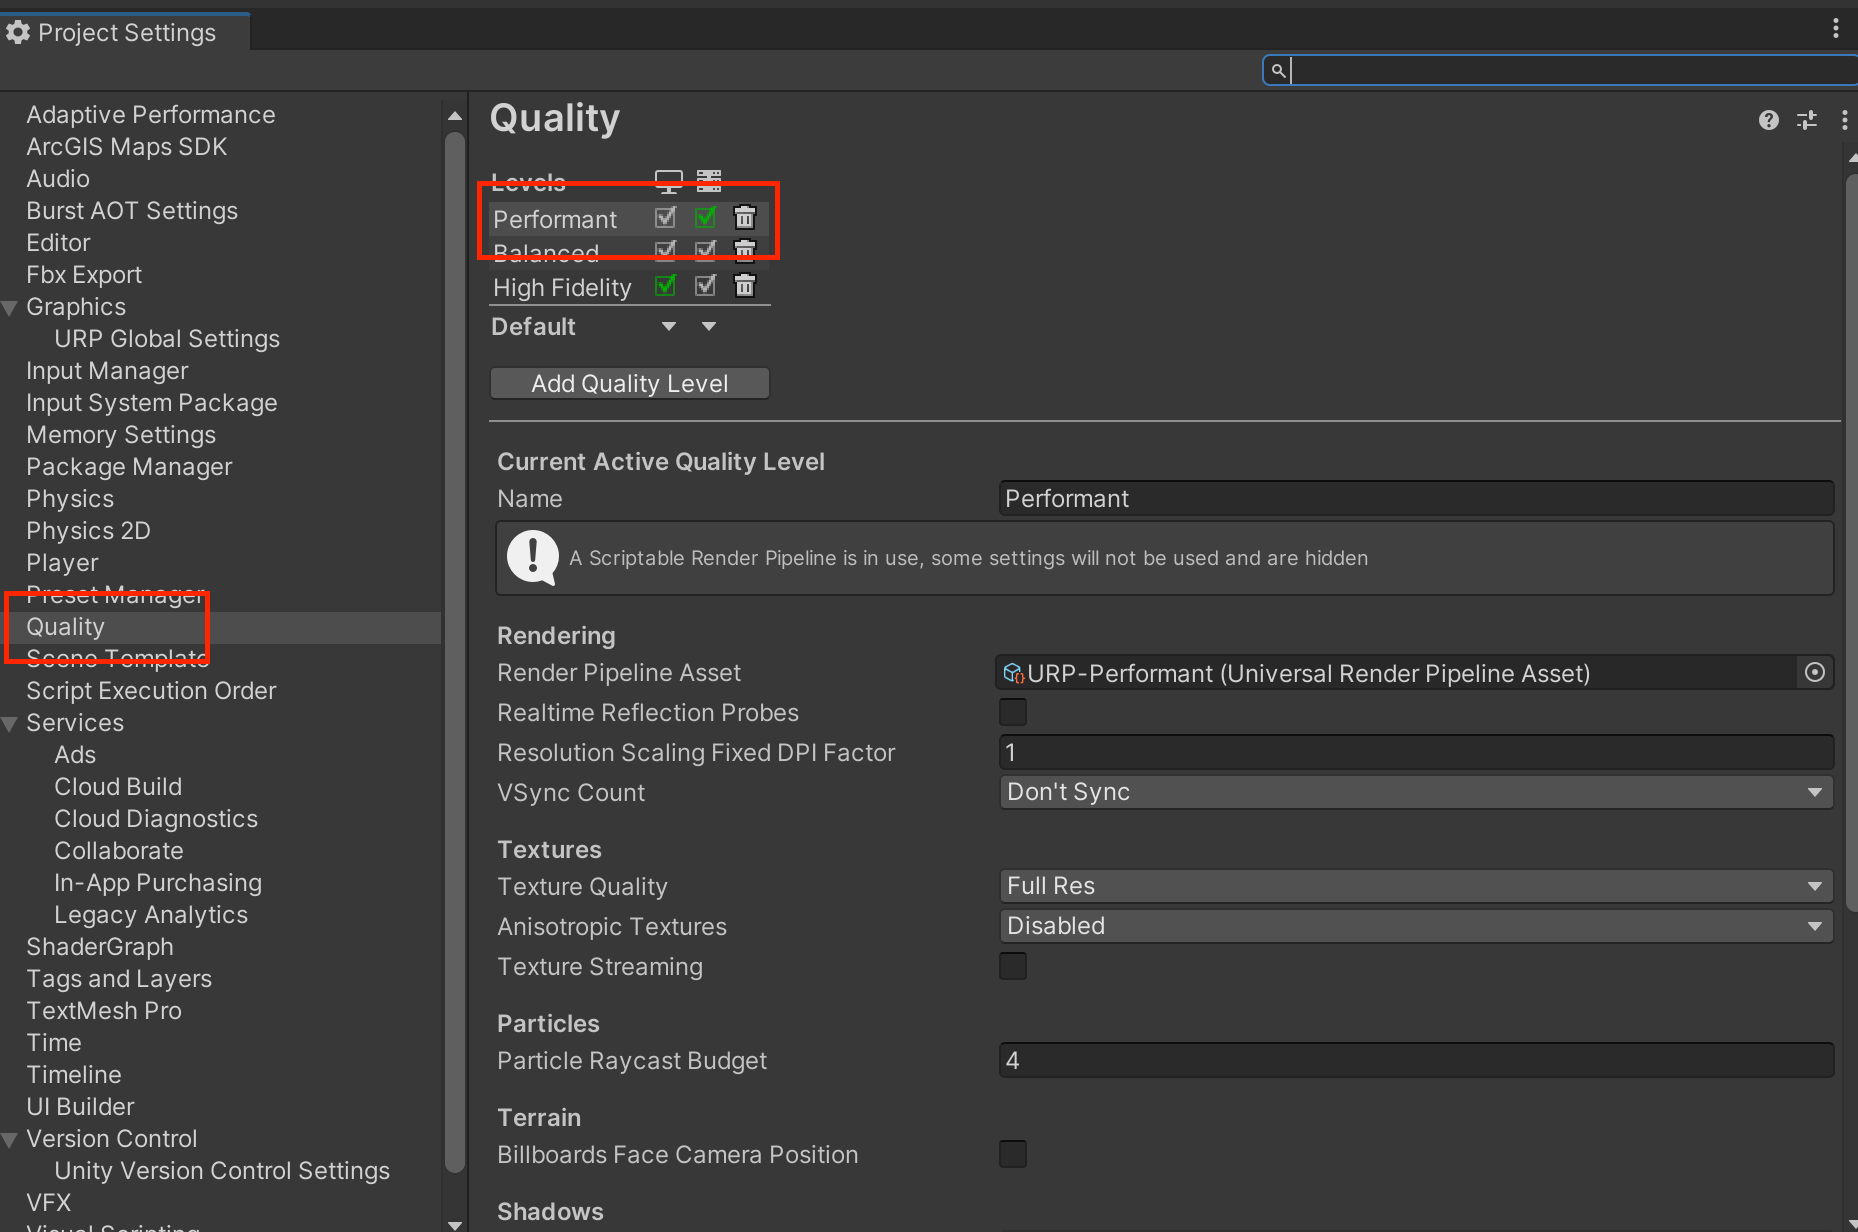 Project Settings
Adaptive Performance
ArcGIS Maps SDK
Audio
Burst AOT Settings
Editor
Fbx Export
Graphics
URP Global Settings
Input Manager
Input System Package
Memory Settings
Package Manager
Physics
Physics 2D
Player
Preset Manager
Quality
Scene Template
Script Execution Order
Services
Ads
Cloud Build
Cloud Diagnostics
Collaborate
In-App Purchasing
Legacy Analytics
ShaderGraph
Tags and Layers
TextMesh Pro
Time
Timeline
UI Builder
Version Control
Unity Version Control Settings
VFX
Visual Scripting
Quality
Levels
Performant
Balanced
High Fidelity
Default
Add Quality Level
Current Active Quality Level
Name Performant
A Scriptable Render Pipeline is in use, some settings will not be used and are hidden
Rendering
Render Pipeline Asset URP-Performant (Universal Render Pipeline Asset)
Realtime Reflection Probes
Resolution Scaling Fixed DPI Factor 1
VSync Count Don't Sync
Textures
Texture Quality Full Res
Anisotropic Textures Disabled
Texture Streaming
Particles
Particle Raycast Budget 4
Terrain
Billboards Face Camera Position
Shadows